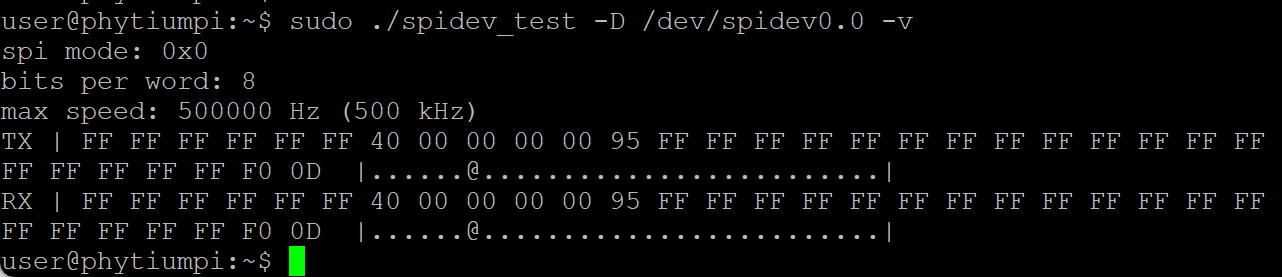 user@phytiumpi:~$ sudo ./spidev_test -D /dev/spidev0.0 -v
spi mode: 0x0
bits per word: 8
max speed: 500000 Hz (500 kHz)
TX | FF FF FF FF FF FF 40 00 00 00 00 95 FF FF FF FF FF FF FF FF FF FF FF FF
FF FF FF FF FF FF F0 0D  |......@.........................|
RX | FF FF FF FF FF FF 40 00 00 00 00 95 FF FF FF FF FF FF FF FF FF FF FF FF
FF FF FF FF FF FF F0 0D  |......@.........................|
user@phytiumpi:~$